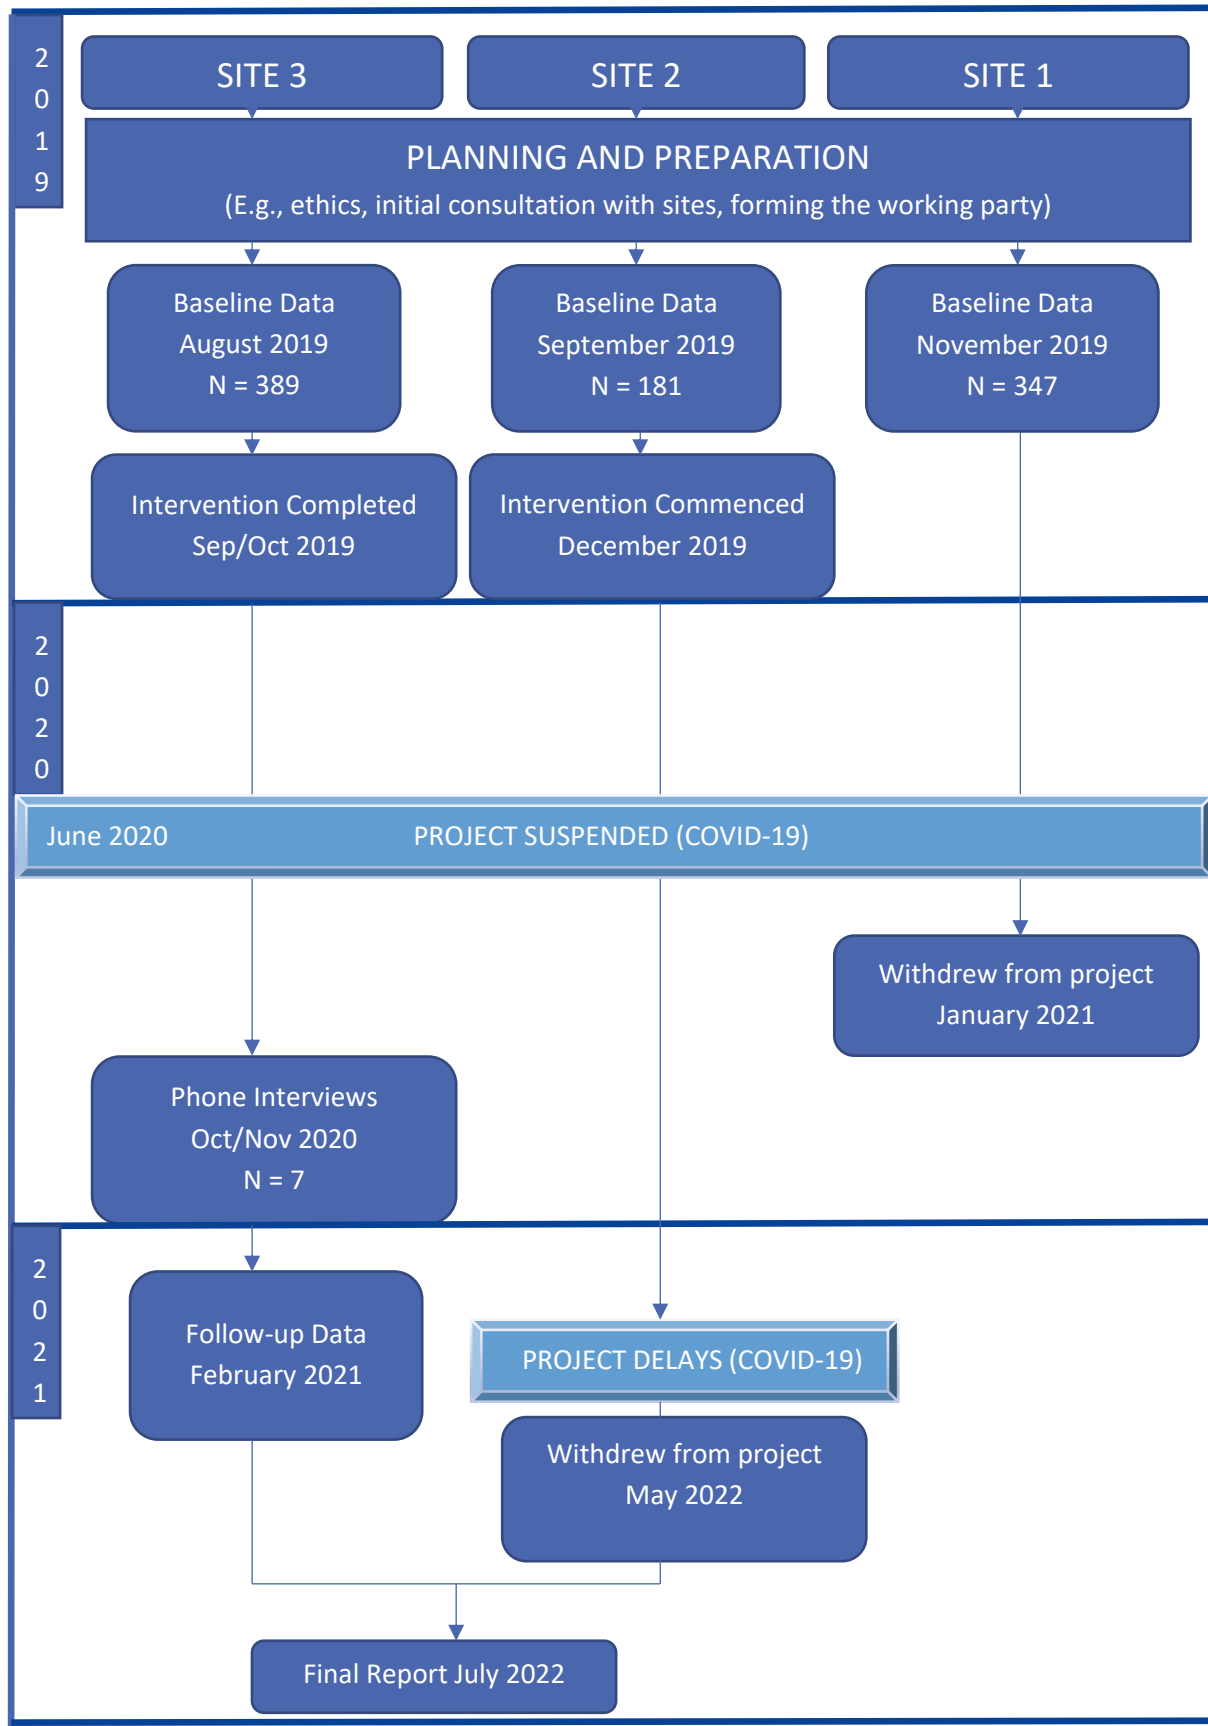 2
0
1
9
SITE 3
SITE 2
SITE 1
PLANNING AND PREPARATION
(E.g., ethics, initial consultation with sites, forming the working party)
Baseline Data
August 2019
N = 389
Baseline Data
September 2019
N = 181
Baseline Data
November 2019
N = 347
Intervention Completed
Sep/Oct 2019
Intervention Commenced
December 2019
2
0
2
0
June 2020
PROJECT SUSPENDED (COVID-19)
Withdrew from project
January 2021
Phone Interviews
Oct/Nov 2020
N = 7
2
0
2
1
Follow-up Data
February 2021
PROJECT DELAYS (COVID-19)
Withdrew from project
May 2022
Final Report July 2022